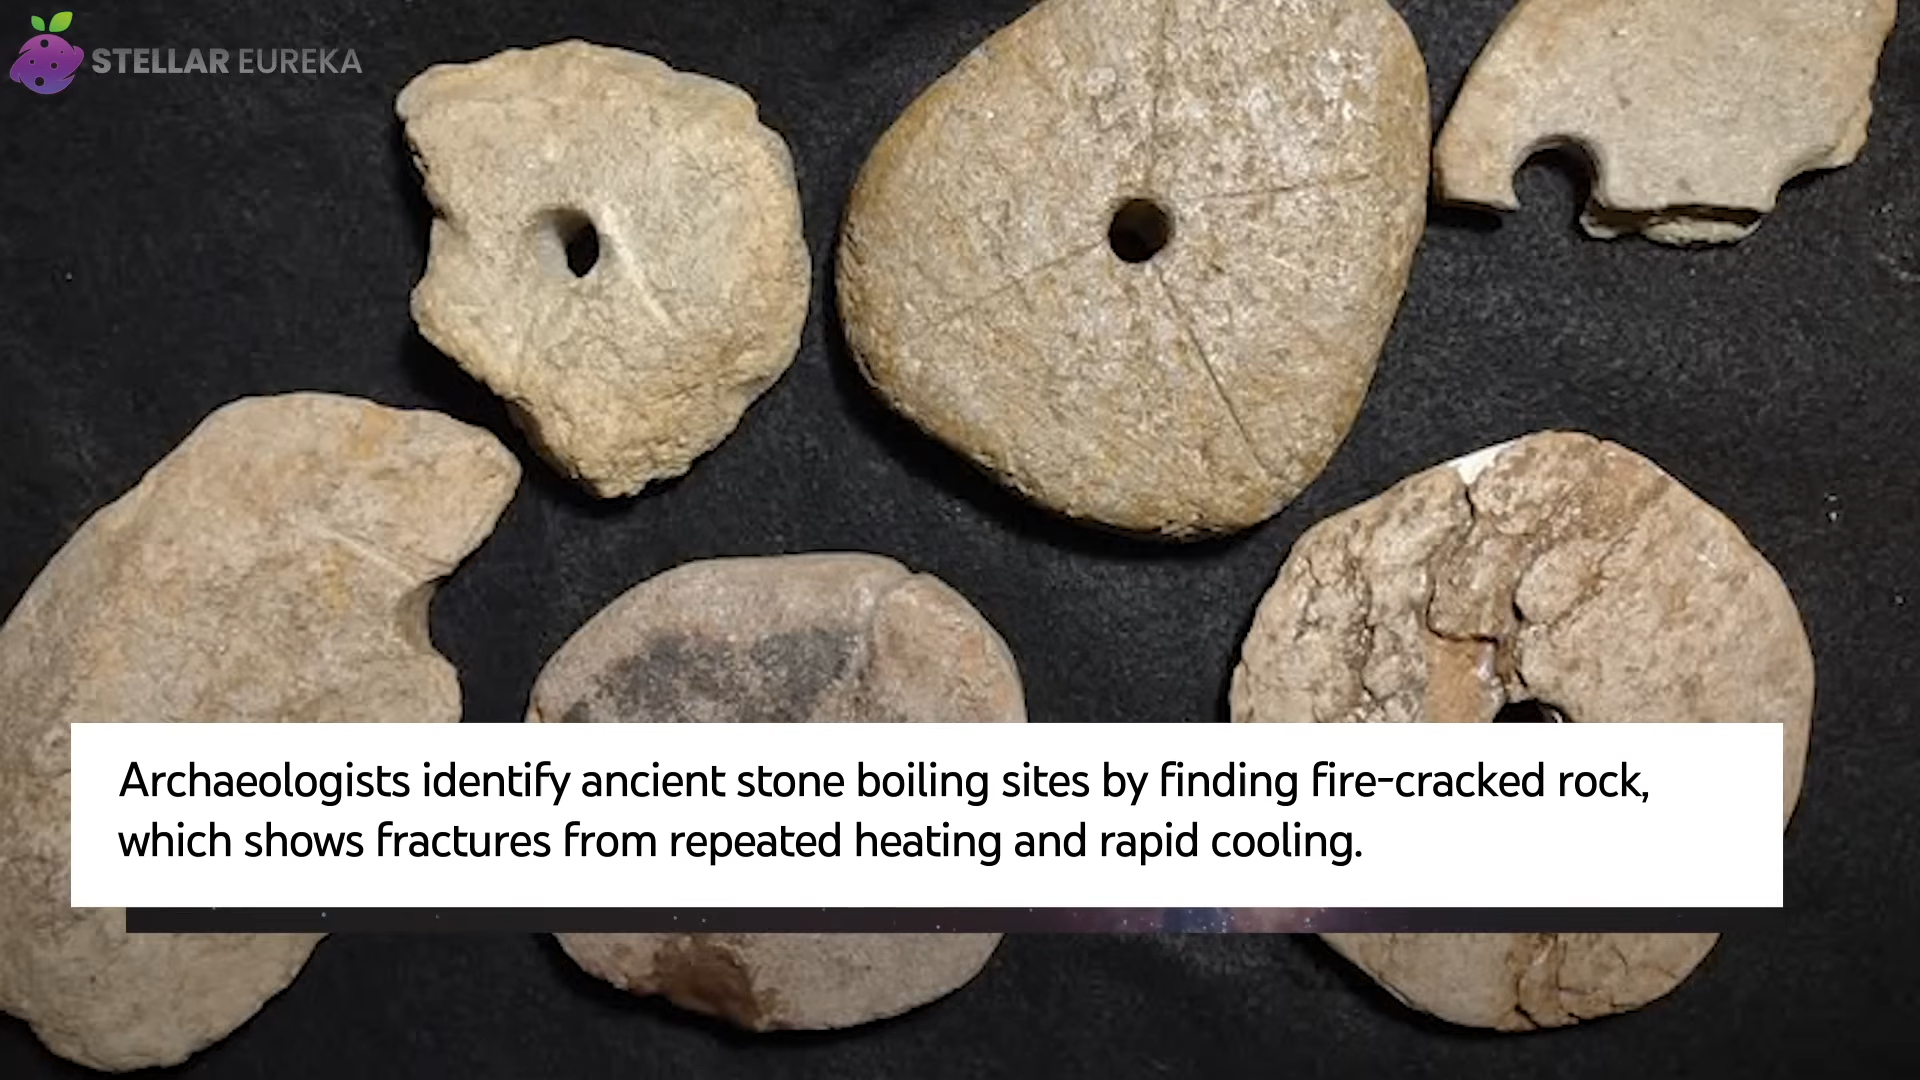 STELLAR EUREKA
Archaeologists identify ancient stone boiling sites by finding fire-cracked rock,
which shows fractures from repeated heating and rapid cooling.